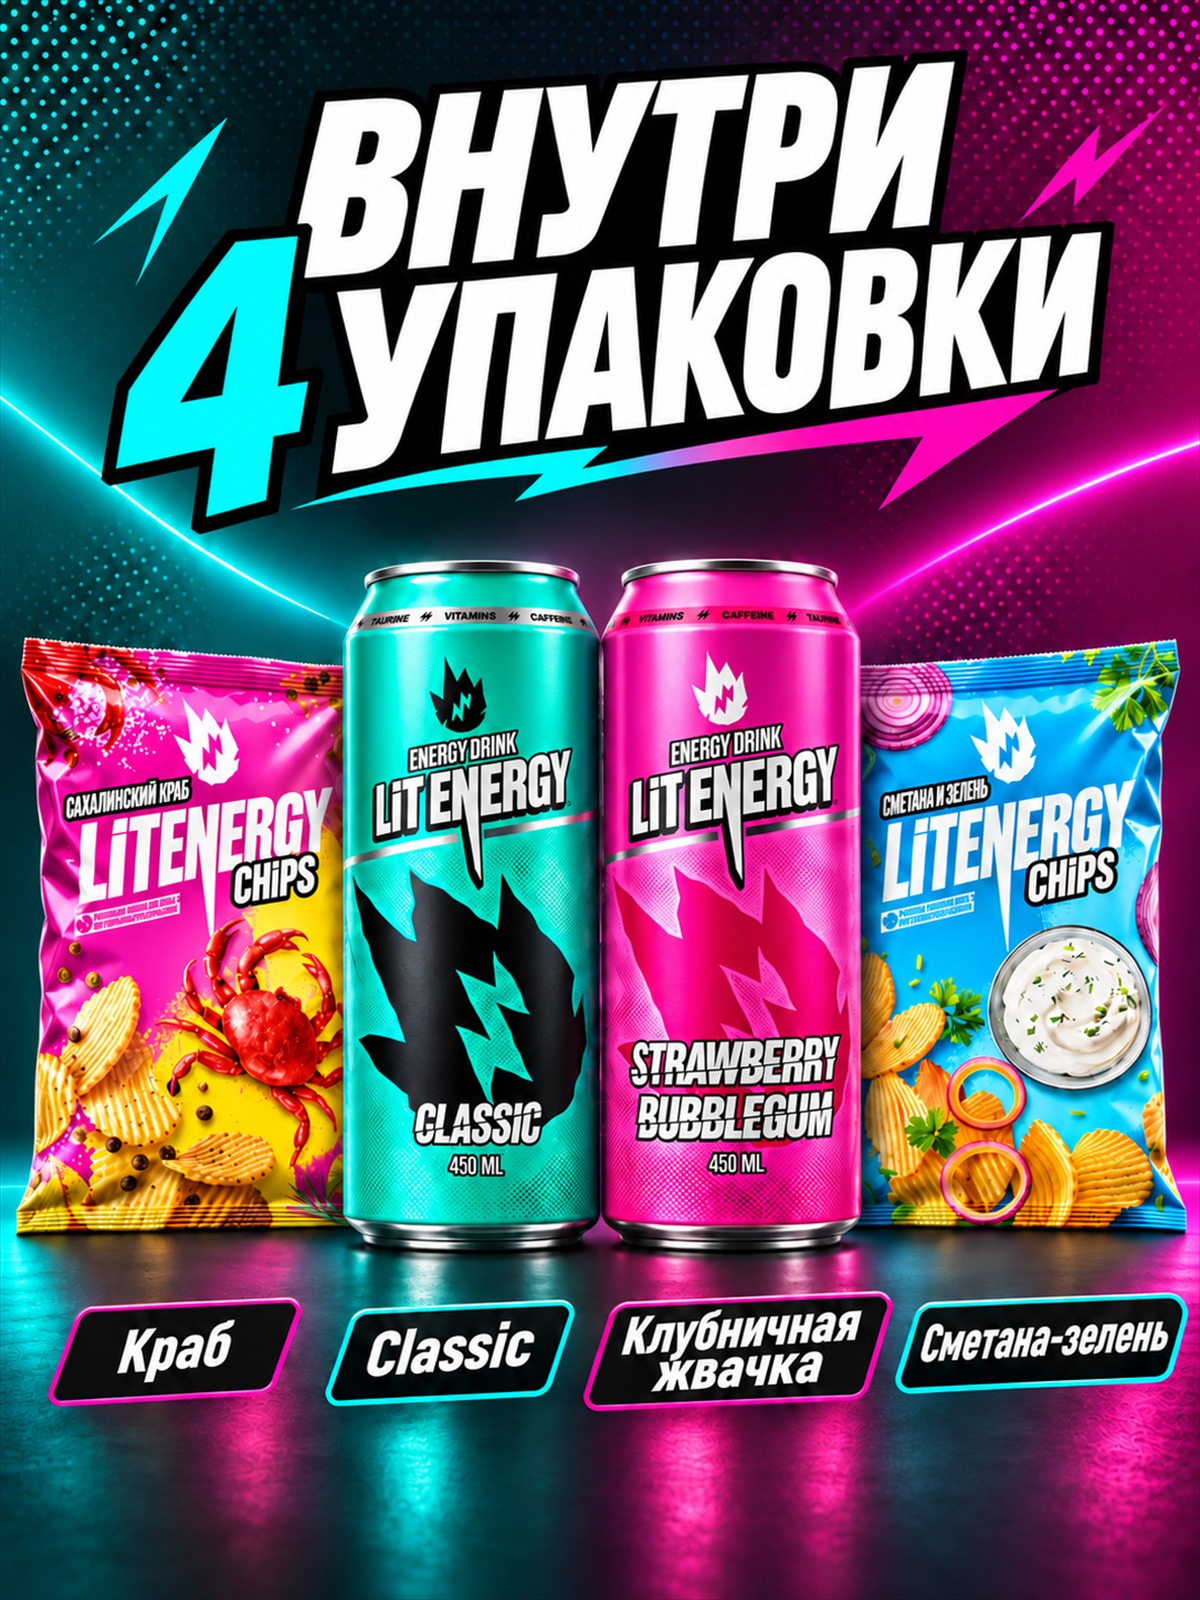 ВНУТРИ
4 УПАКОВКИ
САХАЛИНСКИЙ КРАБ
LiTENERGY
CHiPS
TAURINE VITAMINS CAFFEINE
ENERGY DRINK
LiT ENERGY
CLASSIC
450 ML
VITAMINS CAFFEINE TAURINE
ENERGY DRINK
LiT ENERGY
STRAWBERRY
BUBBLEGUM
450 ML
СМЕТАНА И ЗЕЛЕНЬ
LiTENERGY
CHiPS
Краб
Classic
Клубничная
жвачка
Сметана-зелень